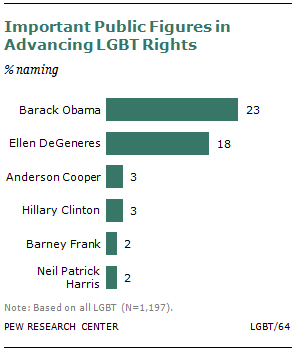 Important Public Figures in
Advancing LGBT Rights
% naming
Barack Obama 23
Ellen DeGeneres 18
Anderson Cooper 3
Hillary Clinton 3
Barney Frank 2
Neil Patrick
Harris 2
Note: Based on all LGBT (N=1,197).
PEW RESEARCH CENTER LGBT/64